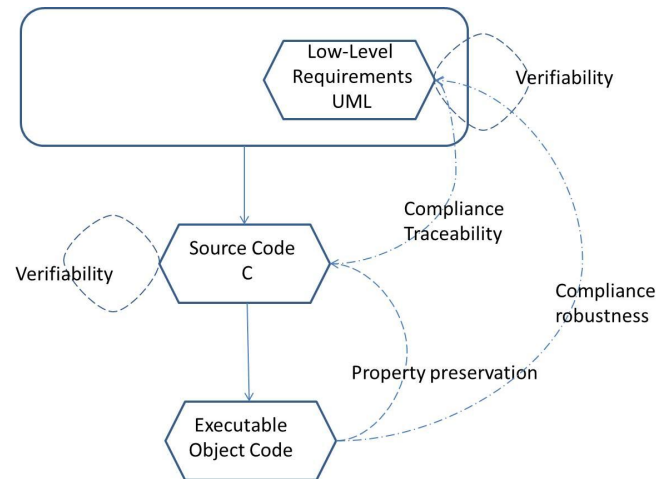 Low-Level
Requirements
UML
Verifiability
Compliance
Traceability
Source Code
C
Verifiability
Compliance
robustness
Property preservation
Executable
Object Code